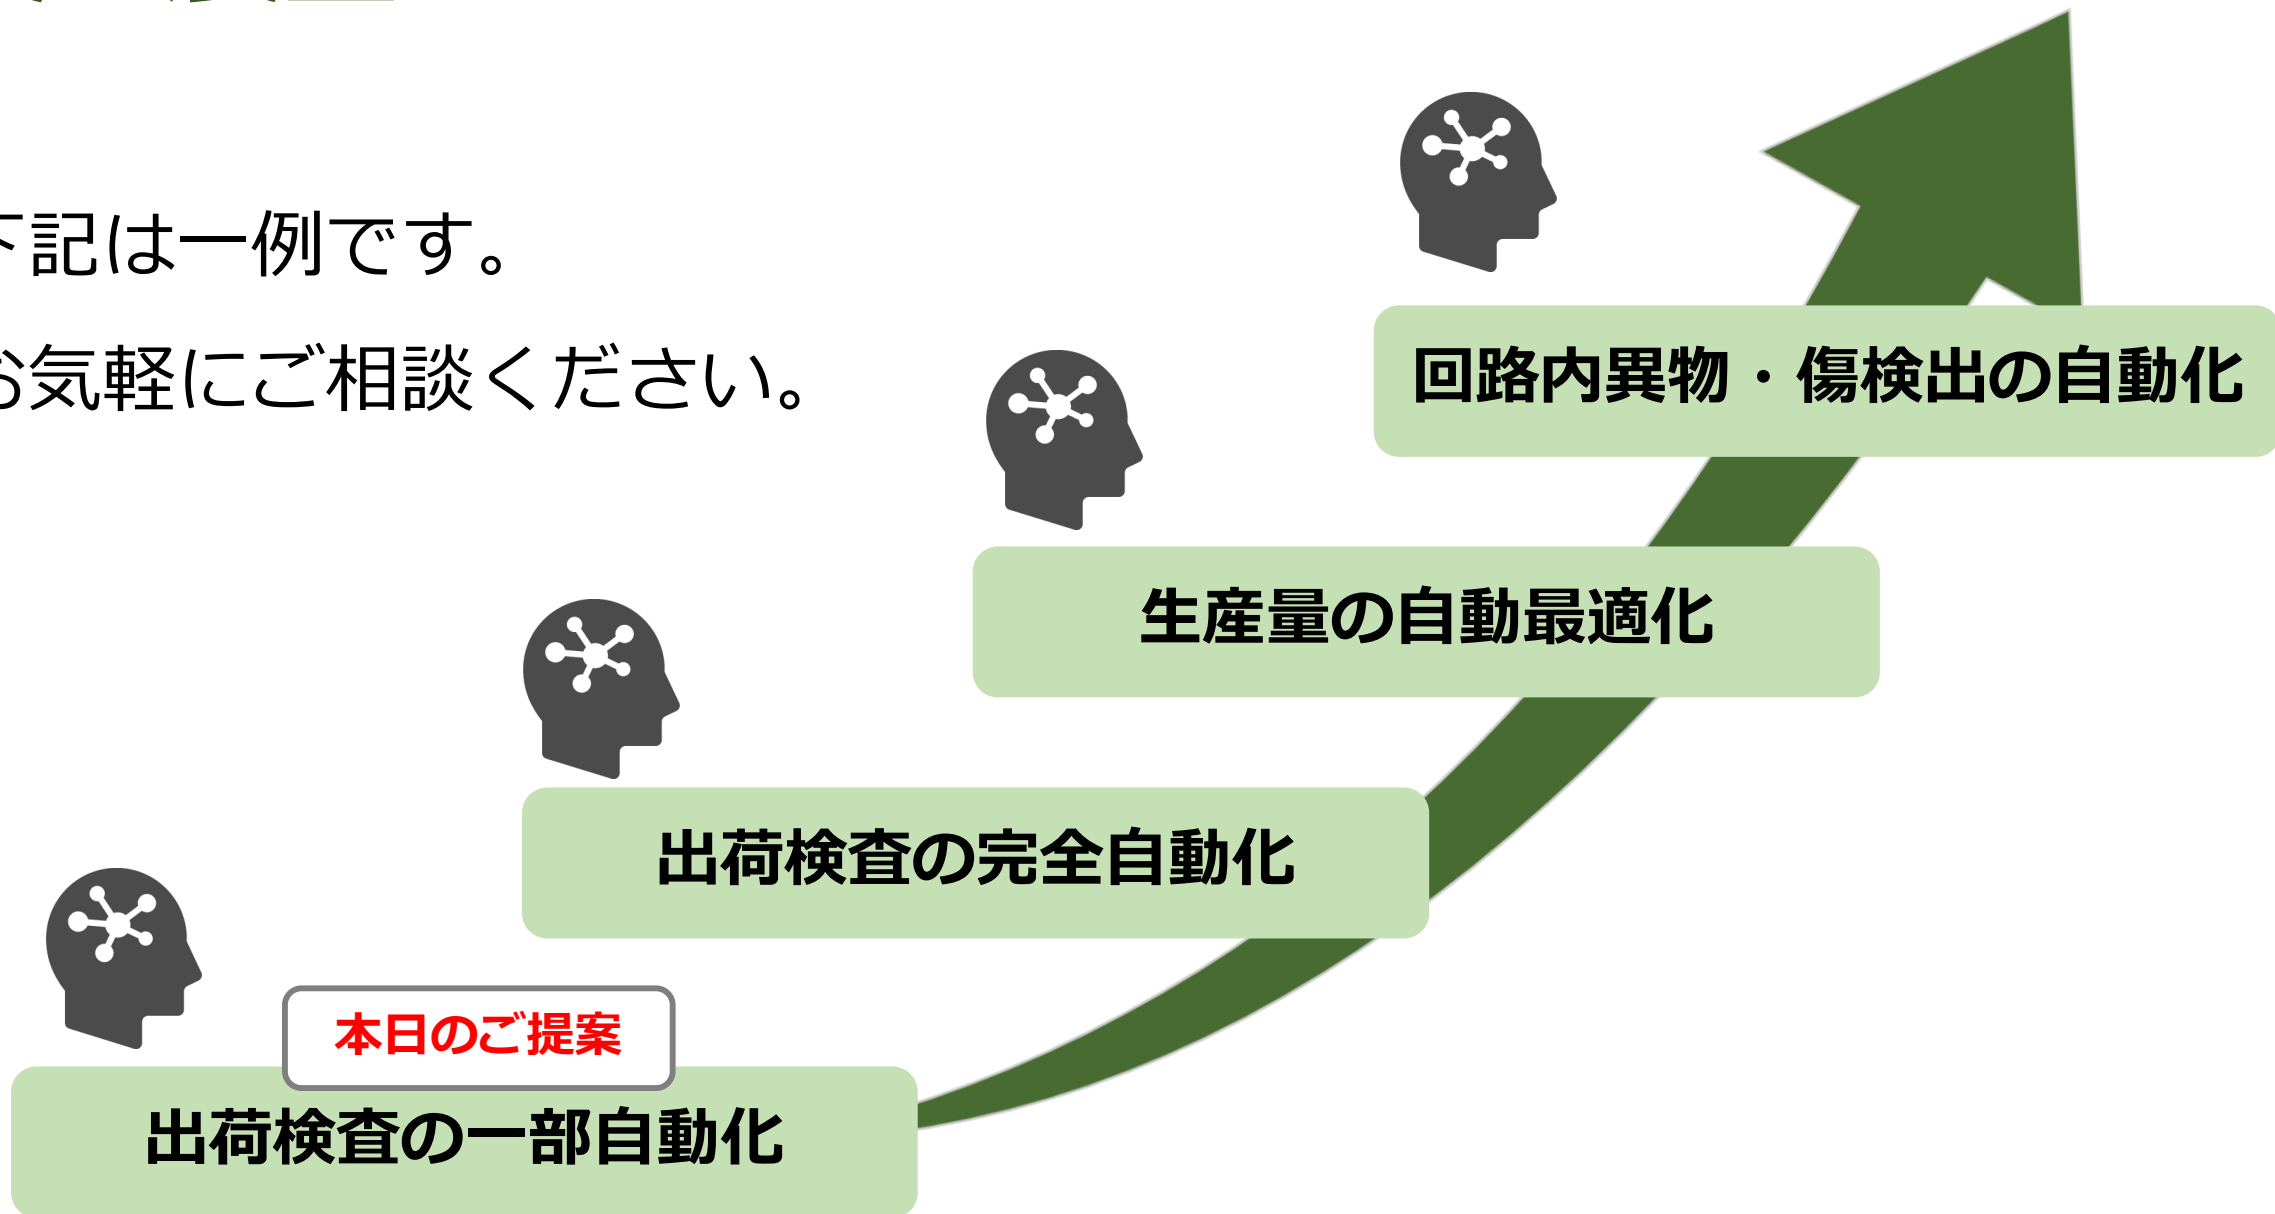 下記は一例です。
お気軽にご相談ください。
回路内異物・傷検出の自動化
生産量の自動最適化
出荷検査の完全自動化
本日のご提案
出荷検査の一部自動化